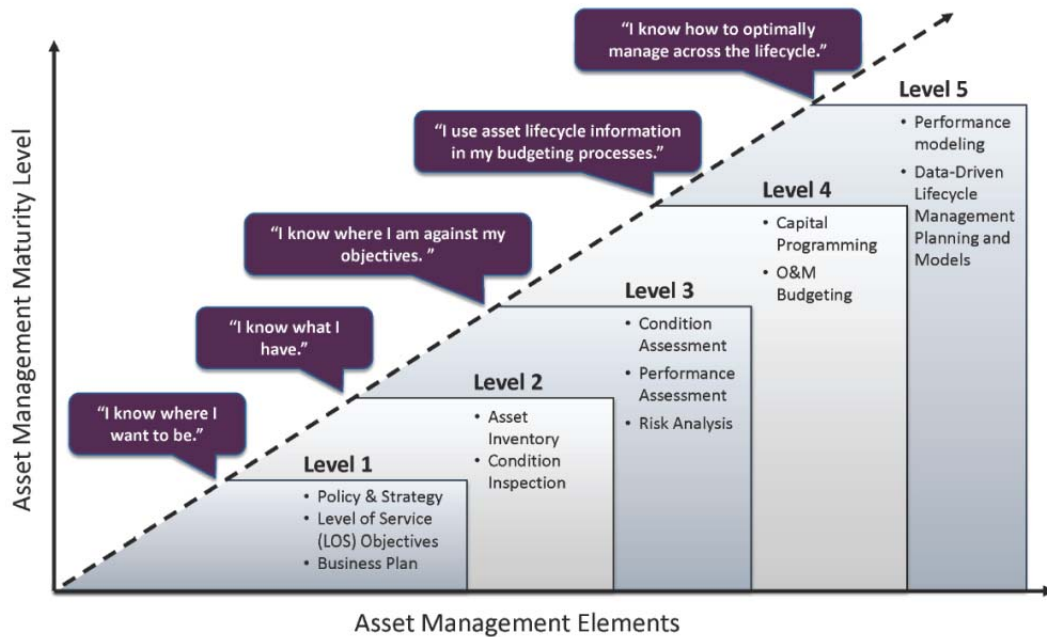 “I know how to optimally
manage across the lifecycle.”
Level 5
• Performance
modeling
• Data-Driven
Lifecycle
Management
Planning and
Models
“I use asset lifecycle information
in my budgeting processes.”
Level 4
• Capital
Programming
• O&M
Budgeting
“I know where I am against my
objectives. ”
Level 3
• Condition
Assessment
• Performance
Assessment
• Risk Analysis
“I know what I
have.”
Level 2
• Asset
Inventory
• Condition
Inspection
“I know where I
want to be.”
Level 1
• Policy & Strategy
• Level of Service
(LOS) Objectives
• Business Plan
Asset Management Maturity Level
Asset Management Elements